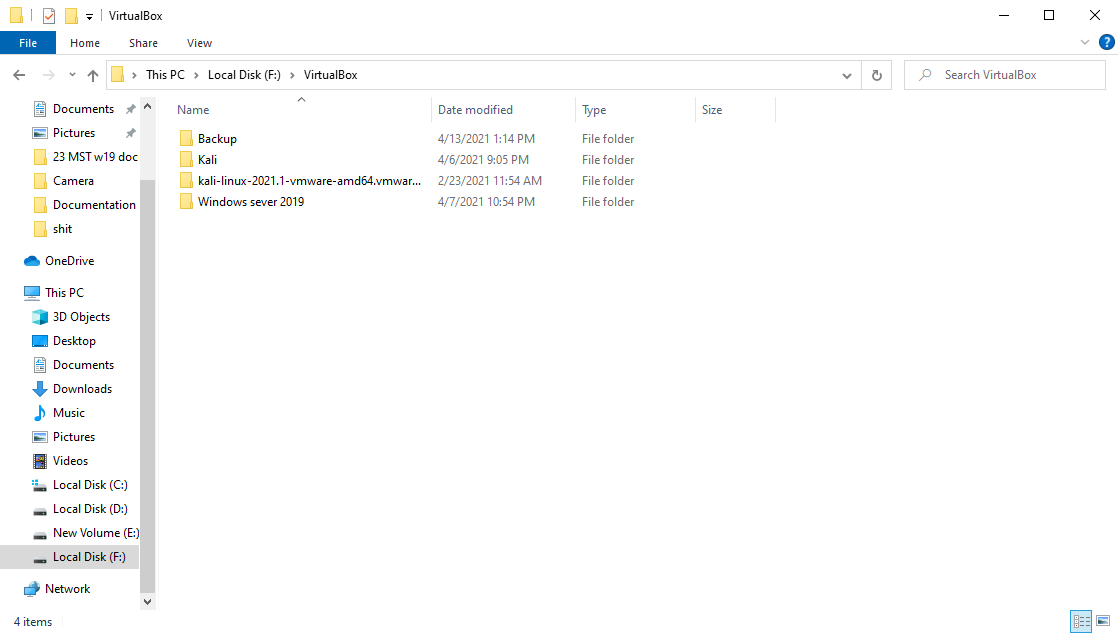 VirtualBox
File Home Share View
?
This PC Local Disk (F:) VirtualBox
Search VirtualBox
Documents
Pictures
23 MST w19 doc
Camera
Documentation
shit
OneDrive
This PC
3D Objects
Desktop
Documents
Downloads
Music
Pictures
Videos
Local Disk (C:)
Local Disk (D:)
New Volume (E:)
Local Disk (F:)
Network
Name Date modified Type Size
Backup 4/13/2021 1:14 PM File folder
Kali 4/6/2021 9:05 PM File folder
kali-linux-2021.1-vmware-amd64.vmwar... 2/23/2021 11:54 AM File folder
Windows sever 2019 4/7/2021 10:54 PM File folder
4 items